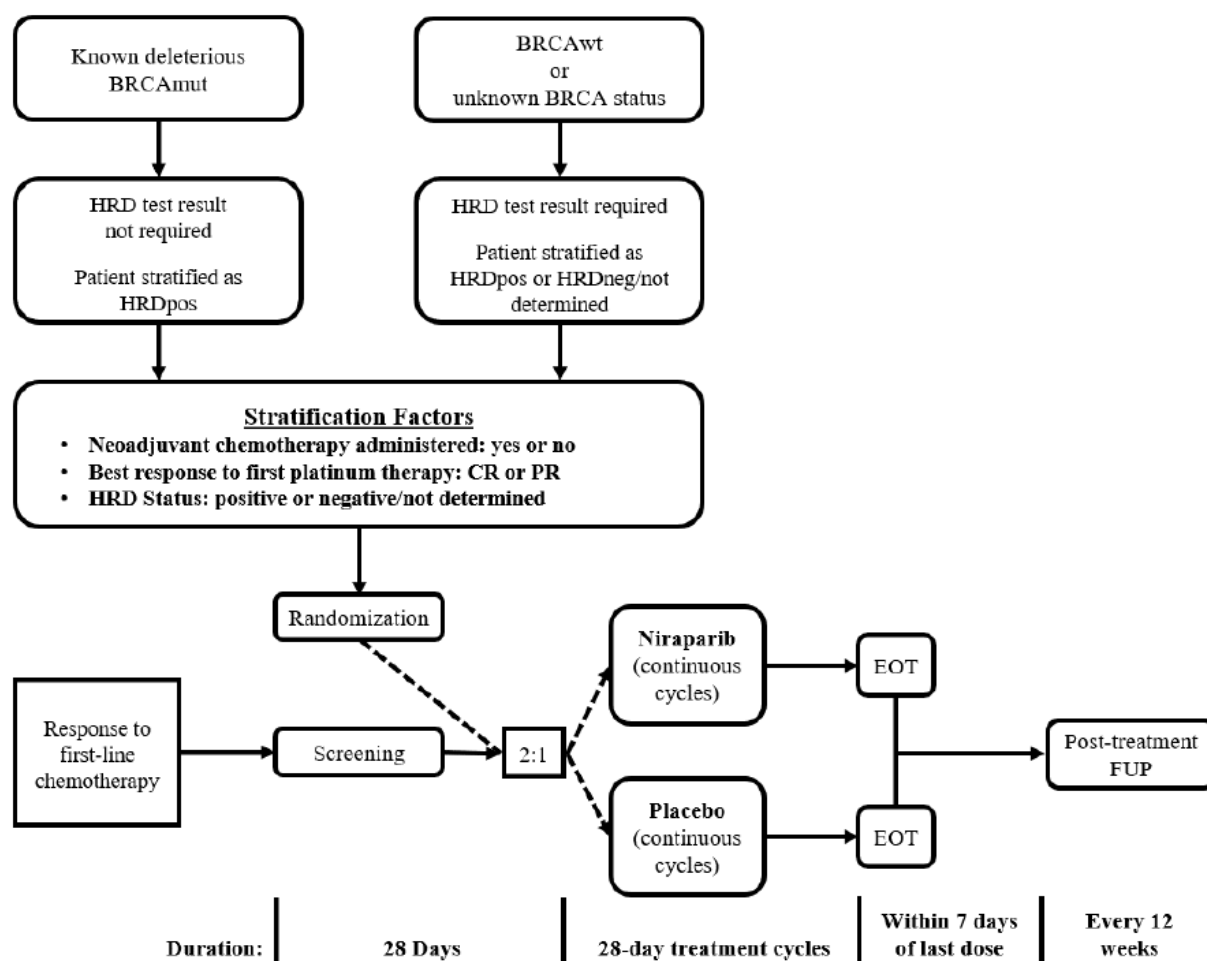 Known deleterious
BRCAmut
BRCAwt
or
unknown BRCA status
HRD test result
not required
Patient stratified as
HRDpos
HRD test result required
Patient stratified as
HRDpos or HRDneg/not
determined
Stratification Factors
• Neoadjuvant chemotherapy administered: yes or no
• Best response to first platinum therapy: CR or PR
• HRD Status: positive or negative/not determined
Randomization
Response to
first-line
chemotherapy
Screening
2:1
Niraparib
(continuous
cycles)
Placebo
(continuous
cycles)
EOT
EOT
Post-treatment
FUP
Duration:
28 Days
28-day treatment cycles
Within 7 days
of last dose
Every 12
weeks